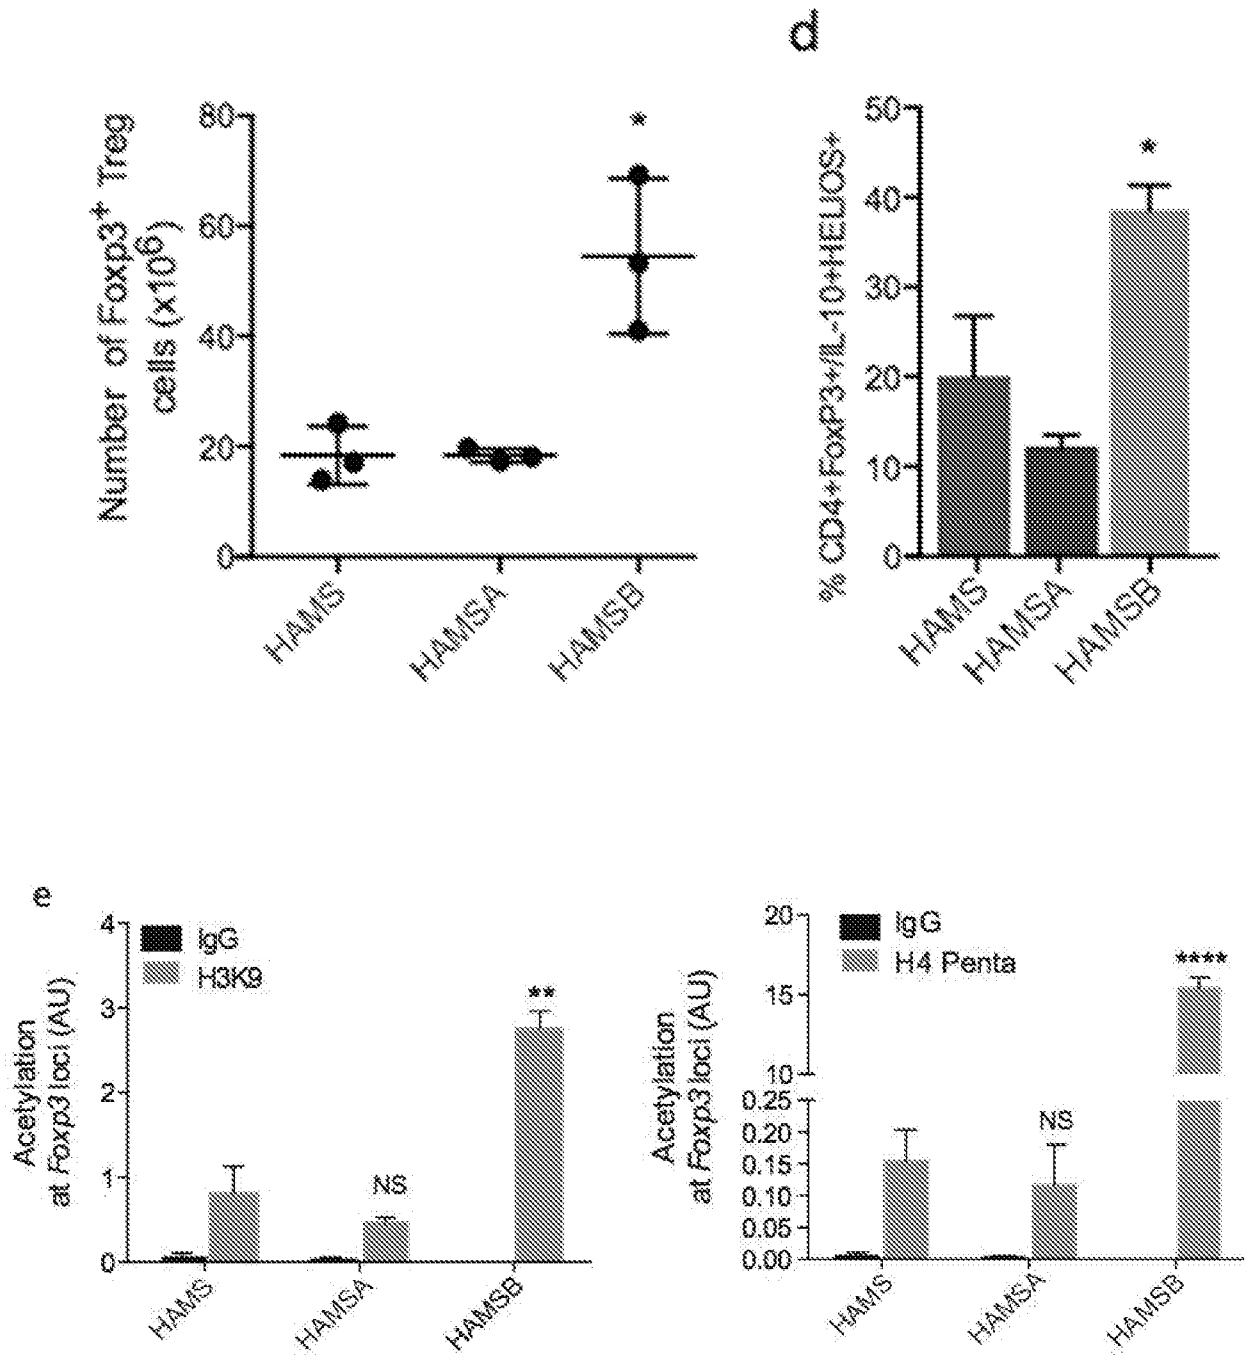 d
Number of Foxp3+ Treg
cells (x10^6)
80
60
40
20
0
*
HAMS
HAMSA
HAMSB
% CD4+FoxP3+/IL-10+HELIOS+
50
40
30
20
10
0
*
HAMS
HAMSA
HAMSB
e
Acetylation
at Foxp3 loci (AU)
4
3
2
1
0
IgG
H3K9
NS
**
HAMS
HAMSA
HAMSB
Acetylation
at Foxp3 loci (AU)
20
15
10
0.25
0.20
0.15
0.10
0.05
0.00
IgG
H4 Penta
NS
****
HAMS
HAMSA
HAMSB